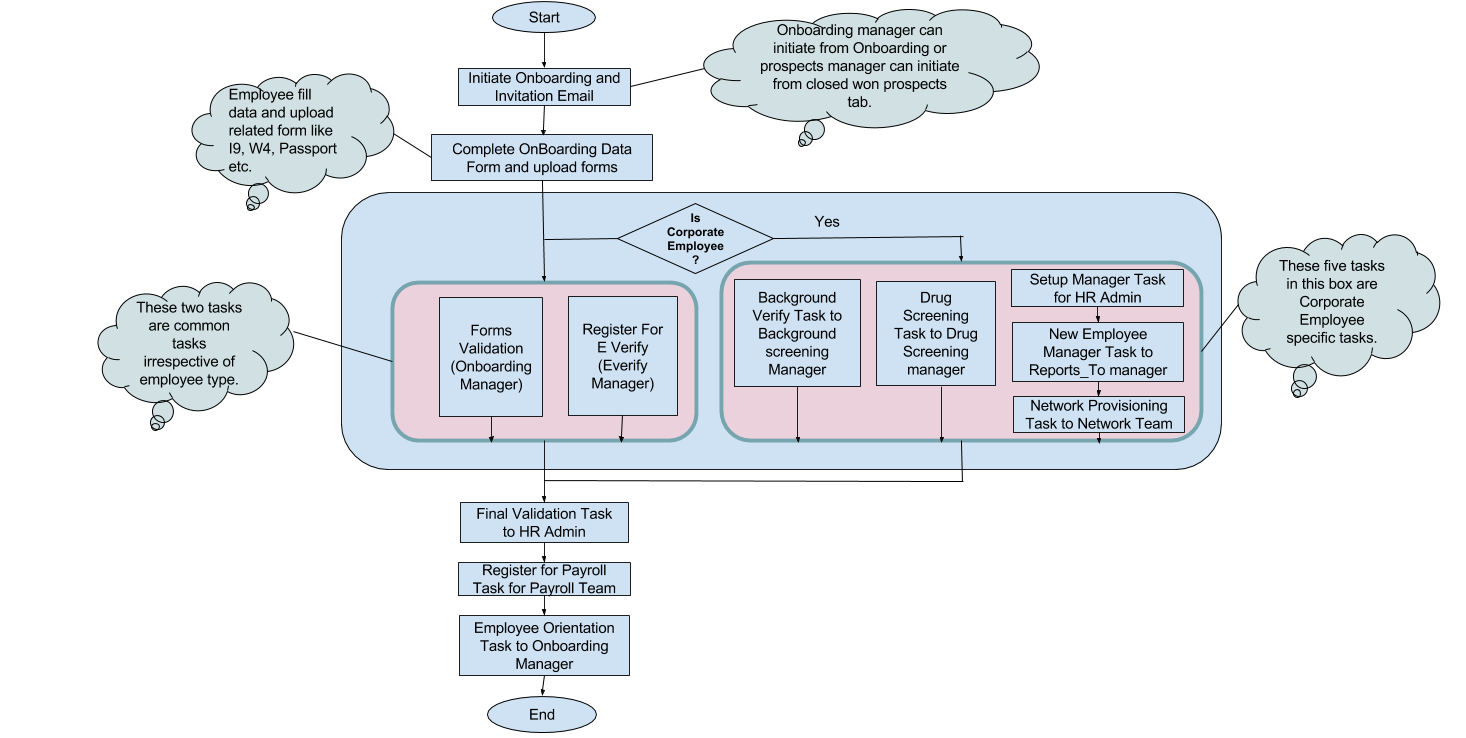 Start
Onboarding manager can
initiate from Onboarding or
prospects manager can initiate
from closed won prospects
tab.
Initiate Onboarding and
Invitation Email
Employee fill
data and upload
related form like
I9, W4, Passport
etc.
Complete OnBoarding Data
Form and upload forms
Is
Corporate
Employee
?
Yes
These two tasks
are common
tasks
irrespective of
employee type.
Forms
Validation
(Onboarding
Manager)
Register For
E Verify
(Everify
Manager)
Background
Verify Task to
Background
screening
Manager
Drug
Screening
Task to Drug
Screening
manager
Setup Manager Task
for HR Admin
New Employee
Manager Task to
Reports_To manager
Network Provisioning
Task to Network Team
These five tasks
in this box are
Corporate
Employee
specific tasks.
Final Validation Task
to HR Admin
Register for Payroll
Task for Payroll Team
Employee Orientation
Task to Onboarding
Manager
End